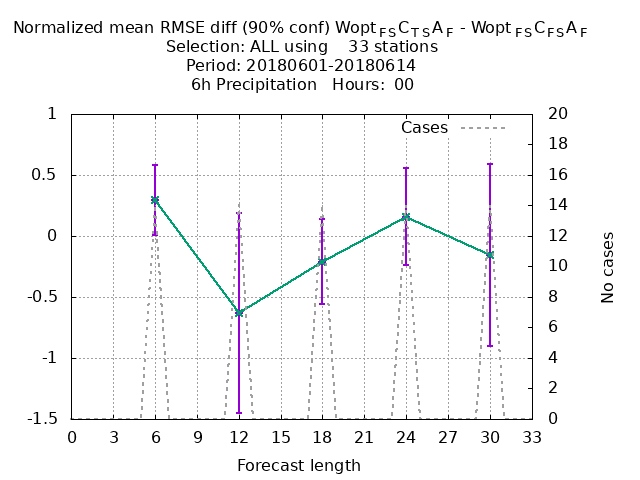 Normalized mean RMSE diff (90% conf) Wopt FS C TS A F - Wopt FS C FS A F
Selection: ALL using 33 stations
Period: 20180601-20180614
6h Precipitation Hours: 00
Cases
1
0.5
0
-0.5
-1
-1.5
20
18
16
14
12
10
8
6
4
2
0
No cases
0 3 6 9 12 15 18 21 24 27 30 33
Forecast length